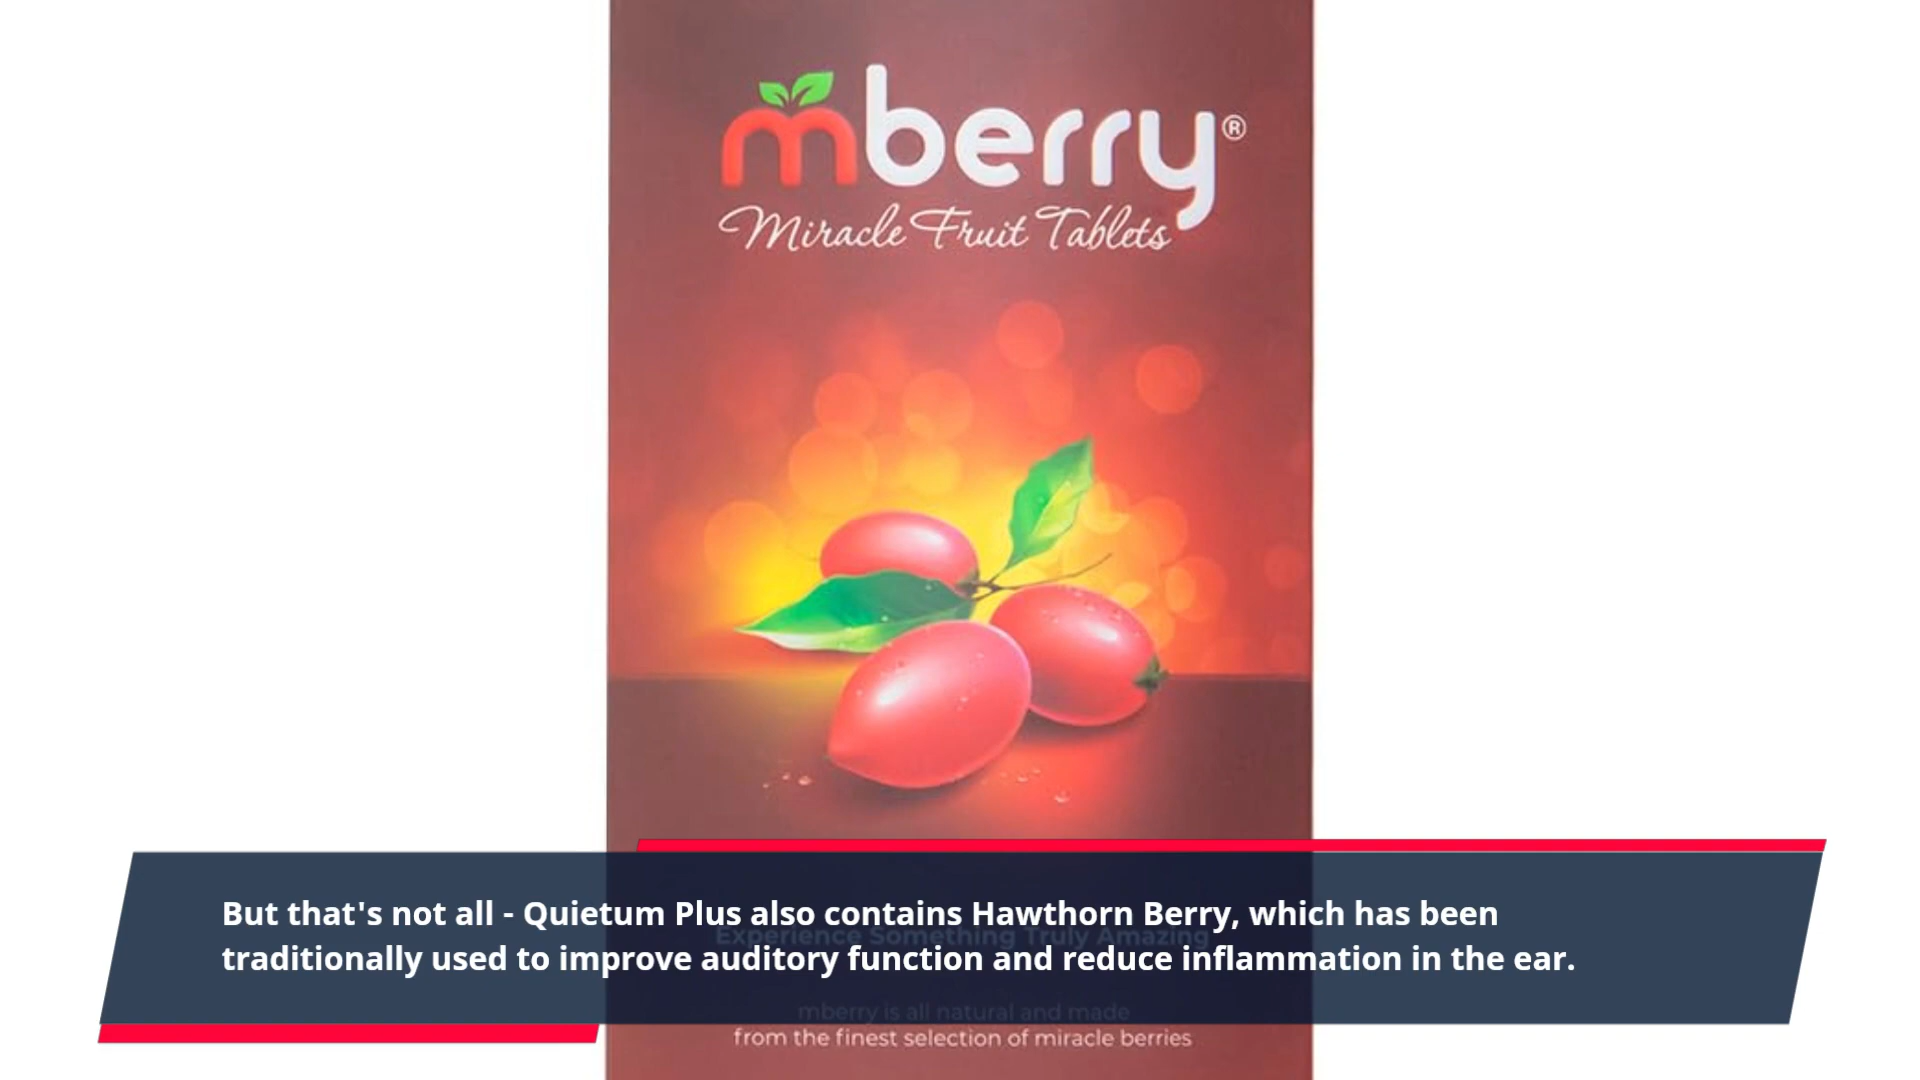 mberry®
Miracle Fruit Tablets
But that's not all - Quietum Plus also contains Hawthorn Berry, which has been
Experience Something Truly Amazing
traditionally used to improve auditory function and reduce inflammation in the ear.
mberry is all natural and made
from the finest selection of miracle berries